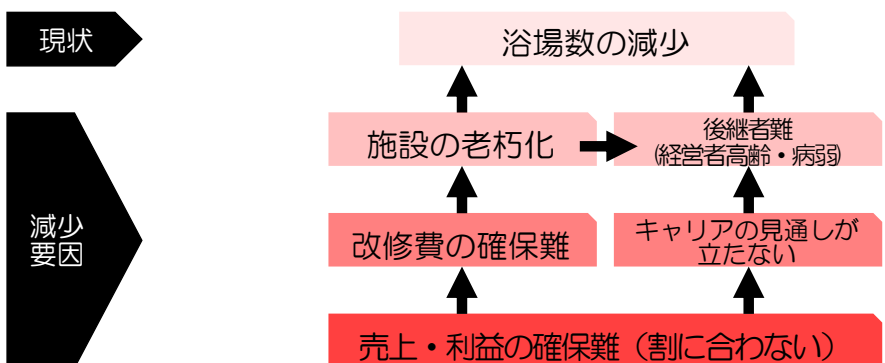 現状
浴場数の減少
減少
要因
施設の老朽化
後継者難
(経営者高齢・病弱)
改修費の確保難
キャリアの見通しが
立たない
売上・利益の確保難（割に合わない）